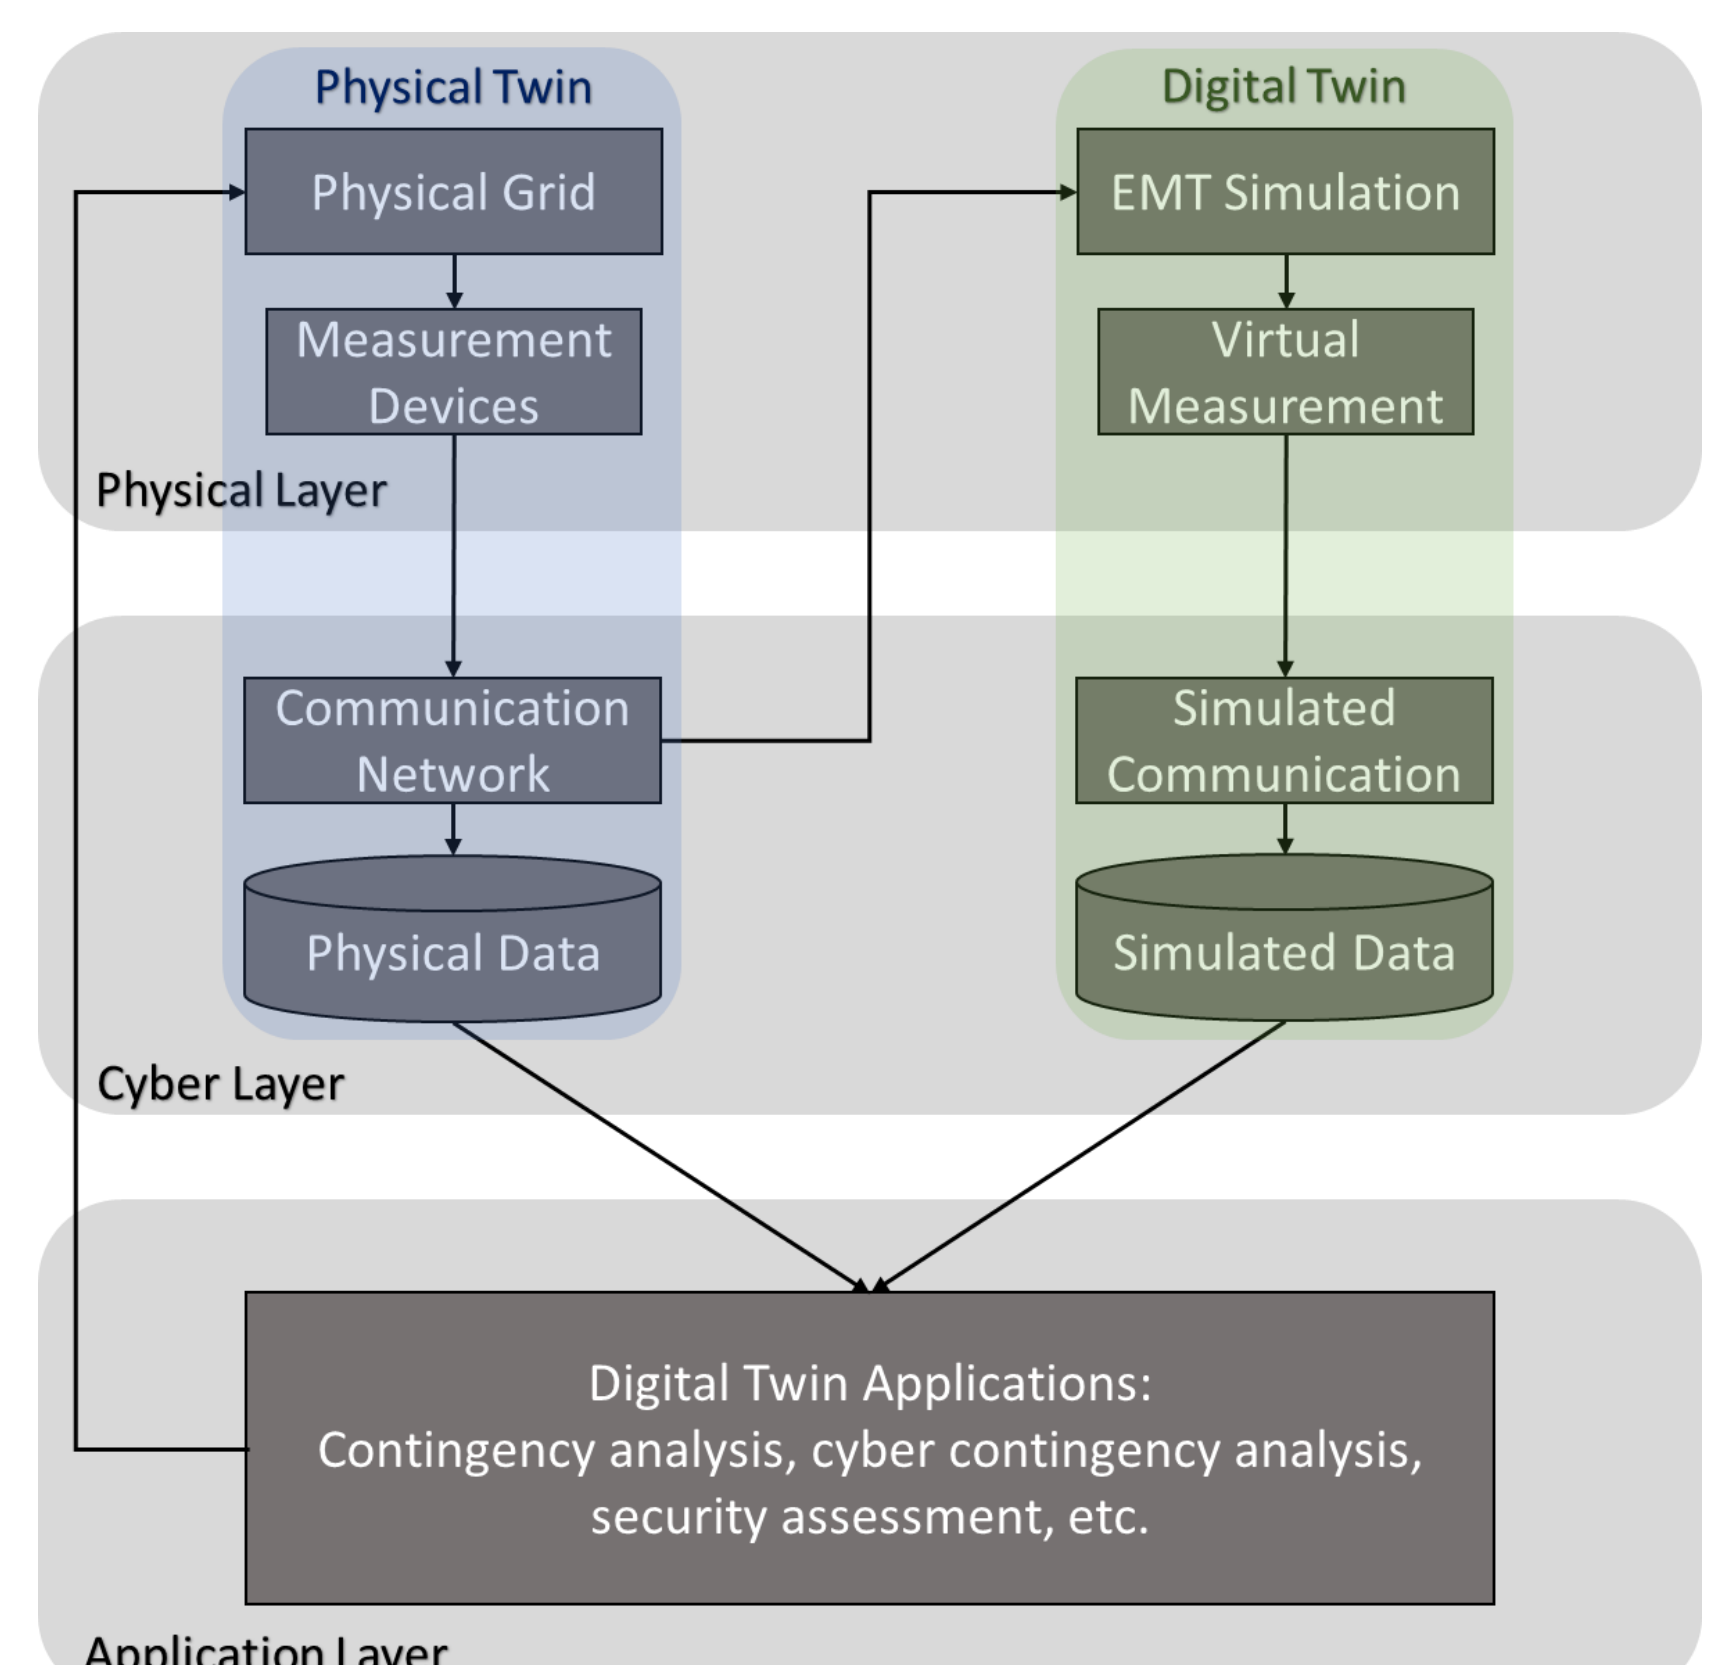 Physical Twin
Digital Twin
Physical Grid
EMT Simulation
Measurement
Devices
Virtual
Measurement
Physical Layer
Communication
Network
Simulated
Communication
Physical Data
Simulated Data
Cyber Layer
Digital Twin Applications:
Contingency analysis, cyber contingency analysis,
security assessment, etc.
Application Layer